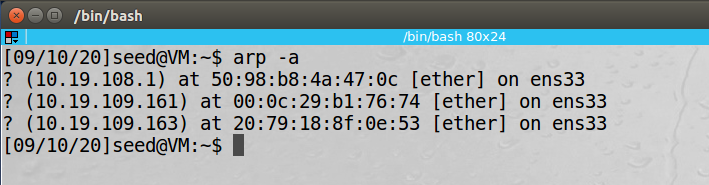 /bin/bash
/bin/bash 80x24
[09/10/20]seed@VM:~$ arp -a
? (10.19.108.1) at 50:98:b8:4a:47:0c [ether] on ens33
? (10.19.109.161) at 00:0c:29:b1:76:74 [ether] on ens33
? (10.19.109.163) at 20:79:18:8f:0e:53 [ether] on ens33
[09/10/20]seed@VM:~$